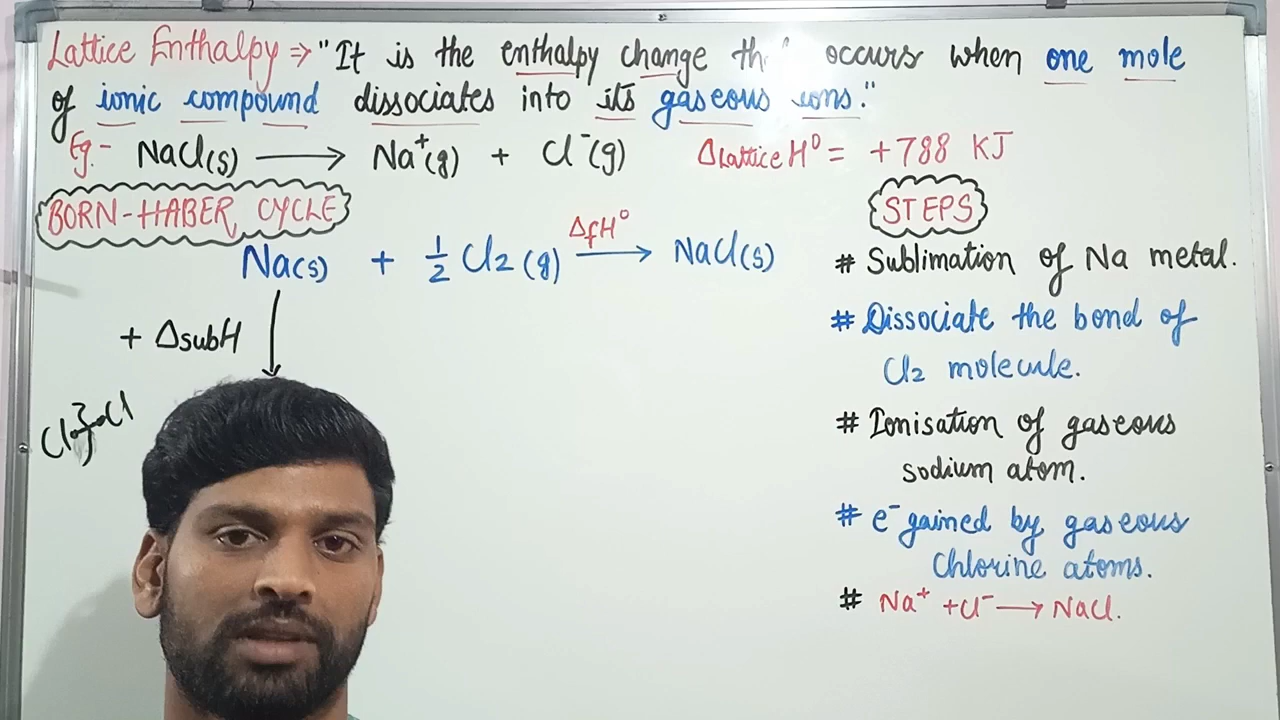 Lattice Enthalpy ⇒ "It is the enthalpy change th occurs when one mole
of ionic compound dissociates into its gaseous ions."
Eg.- NaCl(s) ⟶ Na⁺(g) + Cl⁻(g) ΔLattice H⁰ = +788 KJ
BORN-HABER CYCLE
STEPS
ΔfH⁰
Na(s) + ½ Cl₂ (g) ⟶ NaCl(s)
+ ΔsubH
# Sublimation of Na metal.
# Dissociate the bond of
Cl₂ molecule.
# Ionisation of gaseous
sodium atom.
# e⁻gained by gaseous
Chlorine atoms.
# Na⁺ + Cl⁻ ⟶ NaCl.